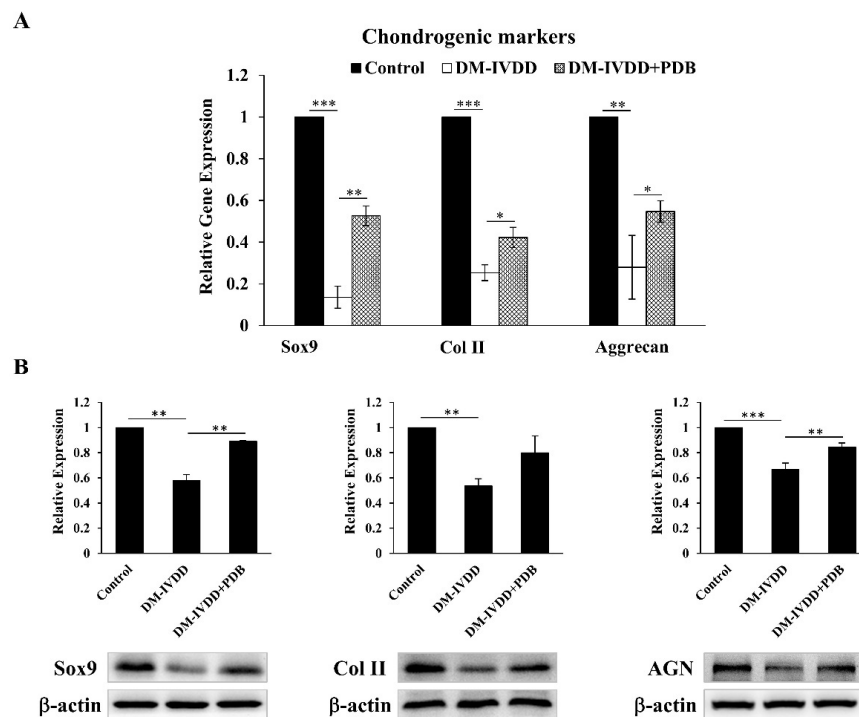 A
Chondrogenic markers
Control DM-IVDD DM-IVDD+PDB
Relative Gene Expression
1.2
1
0.8
0.6
0.4
0.2
0
*** *** **
** * *
Sox9 Col II Aggrecan
B
Relative Expression
1.2
1
0.8
0.6
0.4
0.2
0
** **
Control DM-IVDD DM-IVDD+PDB
Relative Expression
1.2
1
0.8
0.6
0.4
0.2
0
**
Control DM-IVDD DM-IVDD+PDB
Relative Expression
1.2
1
0.8
0.6
0.4
0.2
0
*** **
Control DM-IVDD DM-IVDD+PDB
Sox9 Col II AGN
β-actin β-actin β-actin